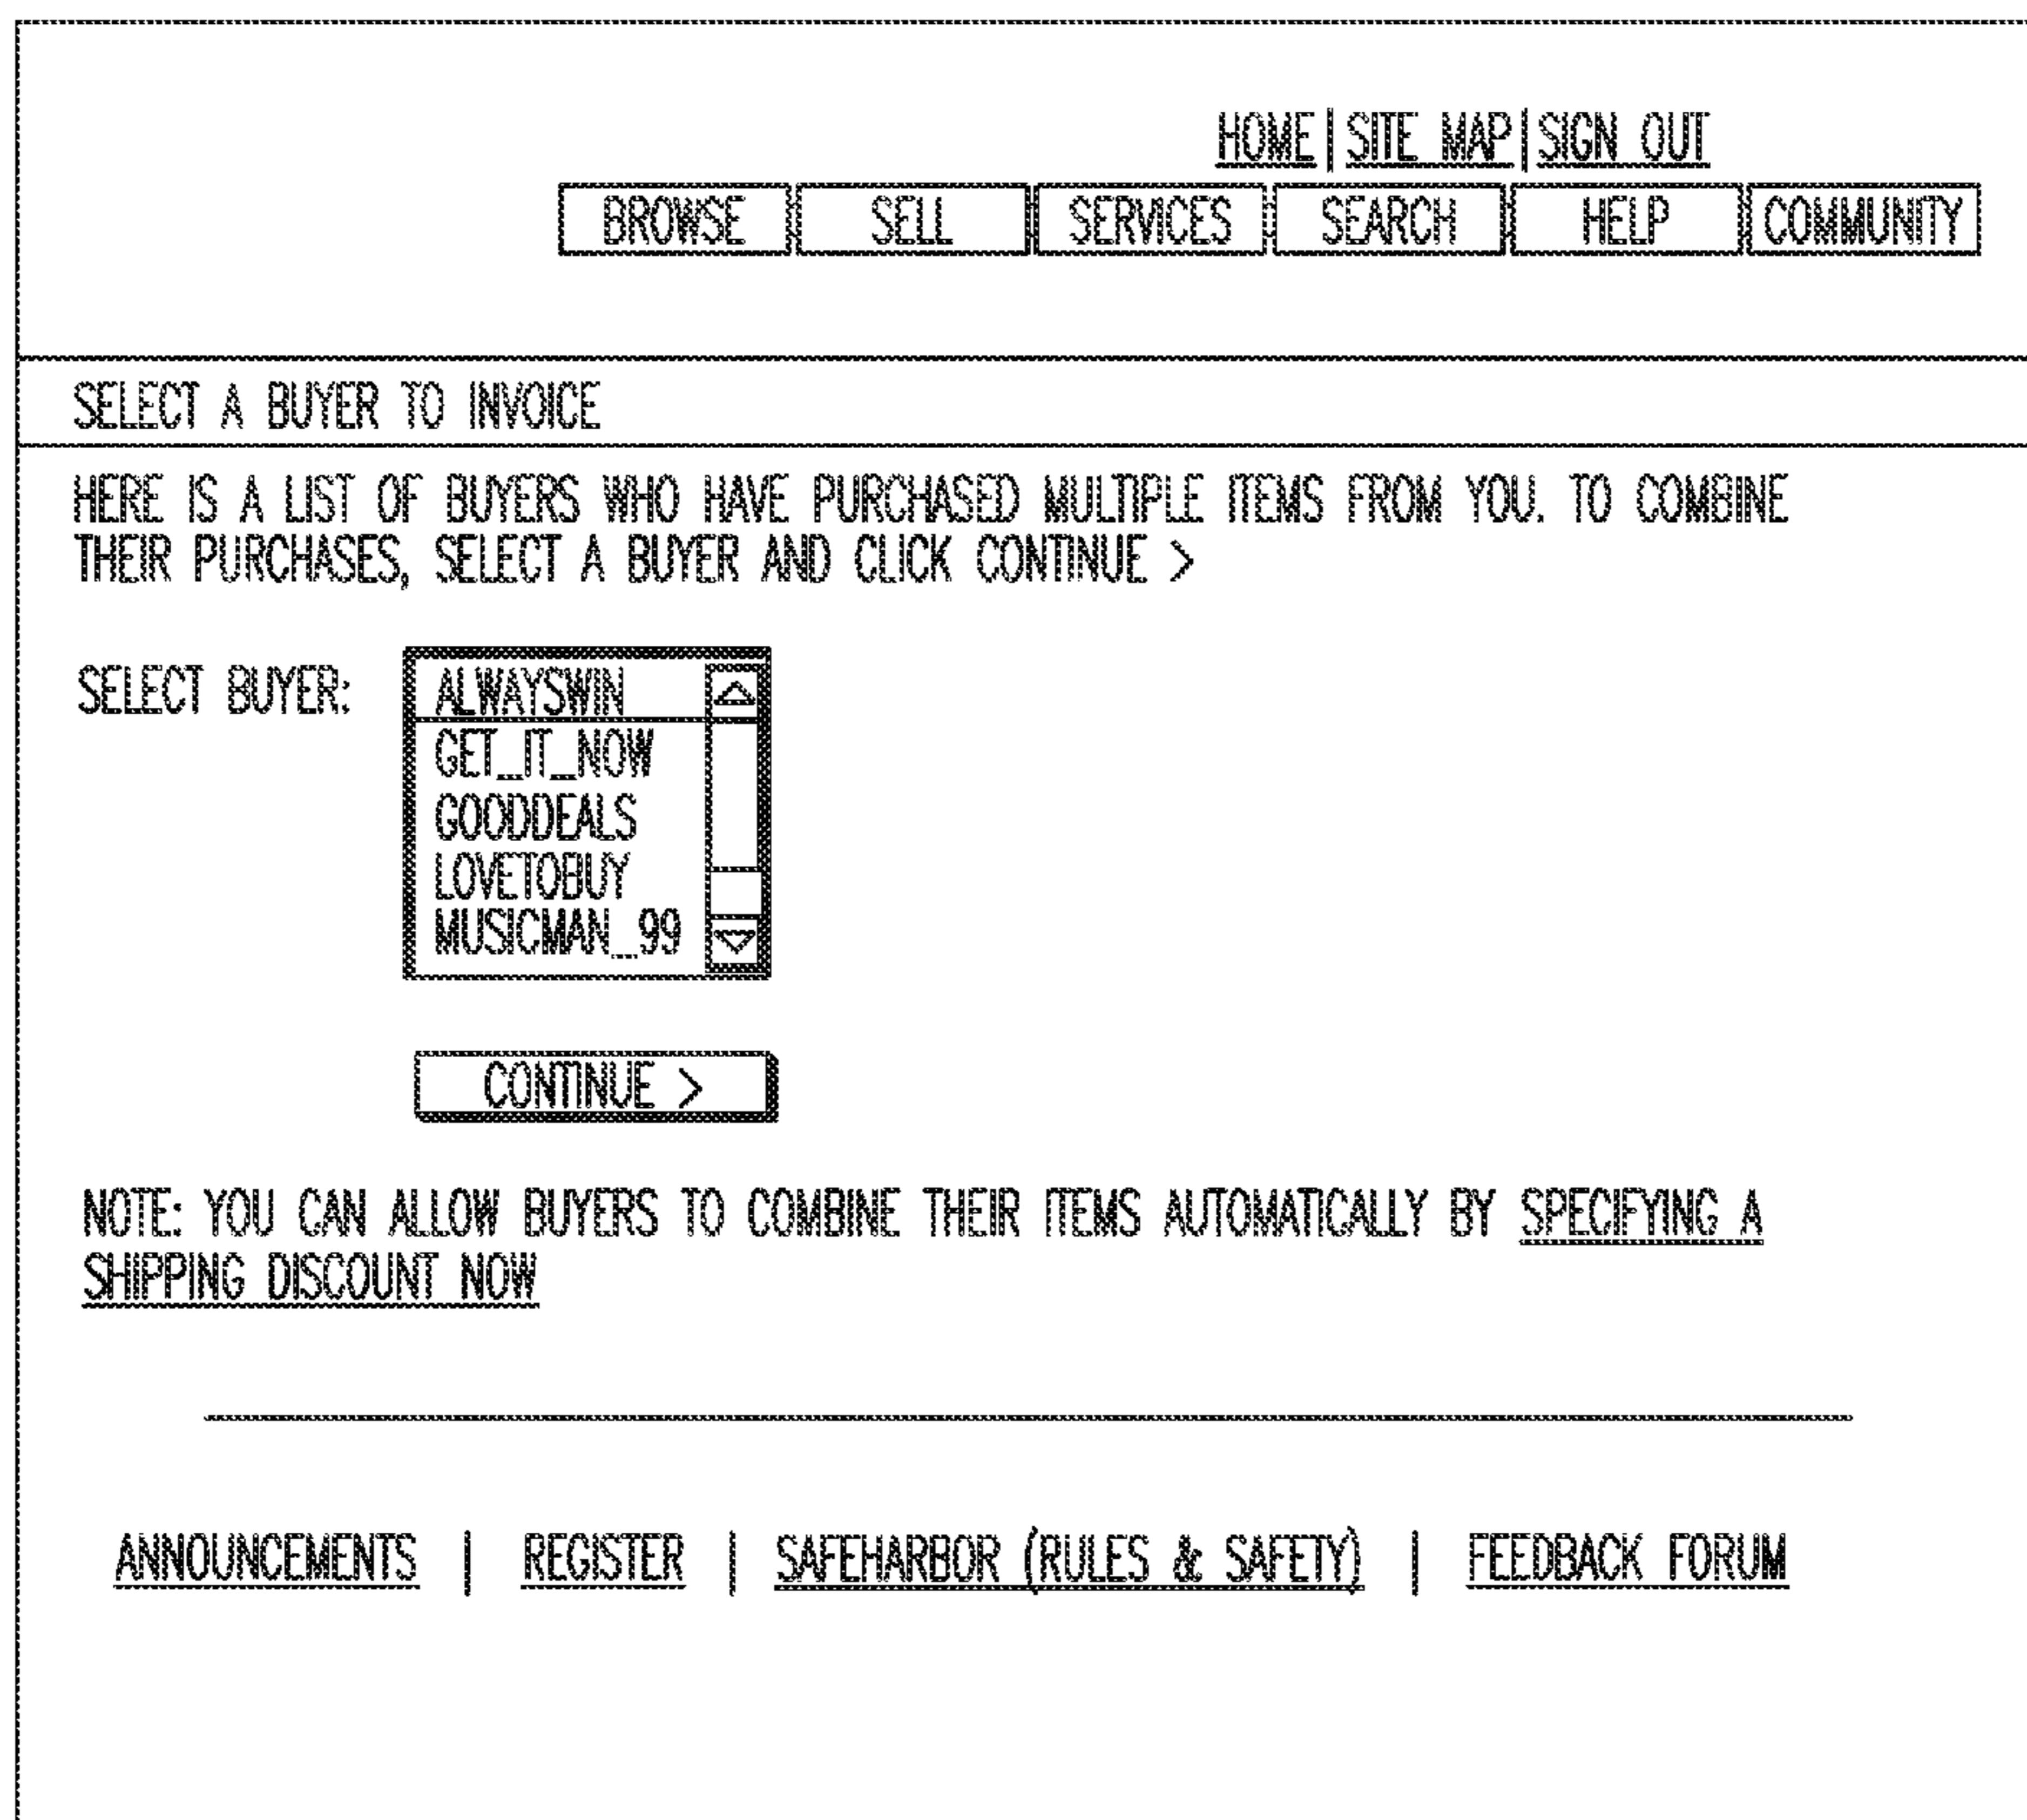 HOME | SITE MAP | SIGN OUT
BROWSE SELL SERVICES SEARCH HELP COMMUNITY
SELECT A BUYER TO INVOICE
HERE IS A LIST OF BUYERS WHO HAVE PURCHASED MULTIPLE ITEMS FROM YOU. TO COMBINE
THEIR PURCHASES, SELECT A BUYER AND CLICK CONTINUE >
SELECT BUYER: ALWAYSWIN
GET_IT_NOW
GOODDEALS
LOVETOBUY
MUSICMAN_99
CONTINUE >
NOTE: YOU CAN ALLOW BUYERS TO COMBINE THEIR ITEMS AUTOMATICALLY BY SPECIFYING A
SHIPPING DISCOUNT NOW
ANNOUNCEMENTS | REGISTER | SAFEHARBOR (RULES & SAFETY) | FEEDBACK FORUM